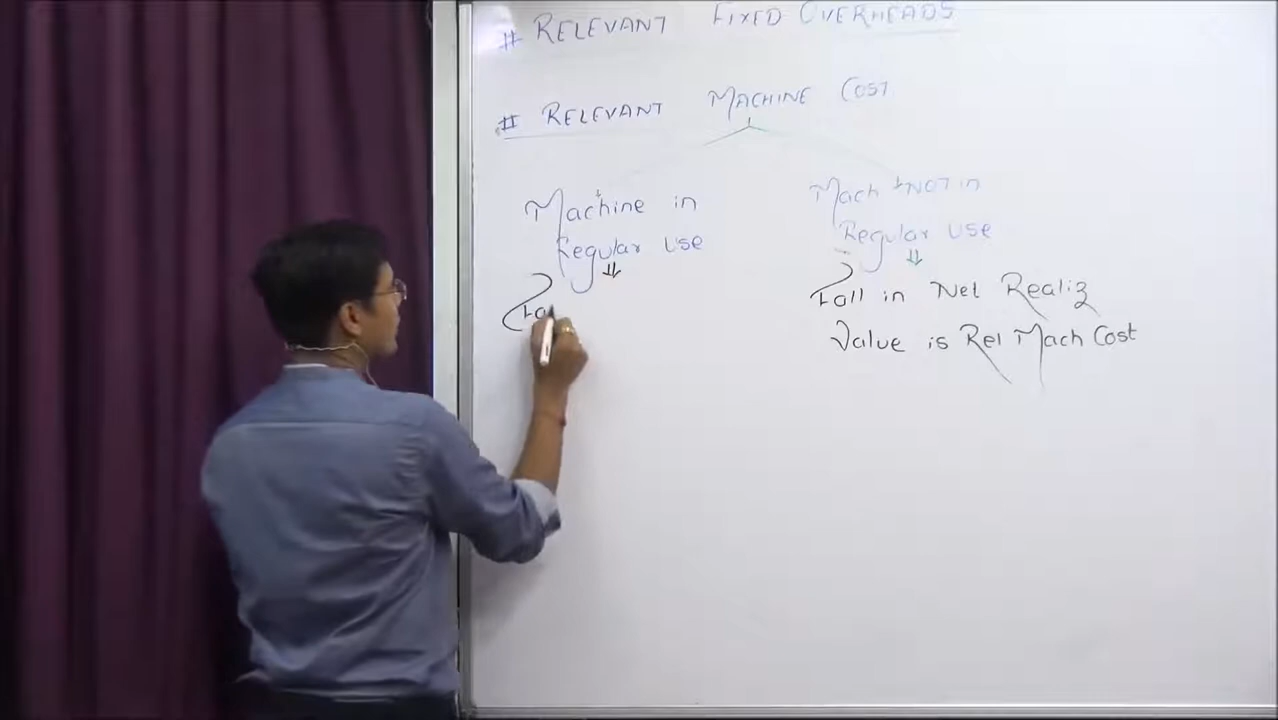 # RELEVANT FIXED OVERHEADS
# RELEVANT MACHINE COST
Machine in
Regular Use
Fa
Mach NOT in
Regular Use
Fall in Net Realiz
Value is Rel Mach Cost